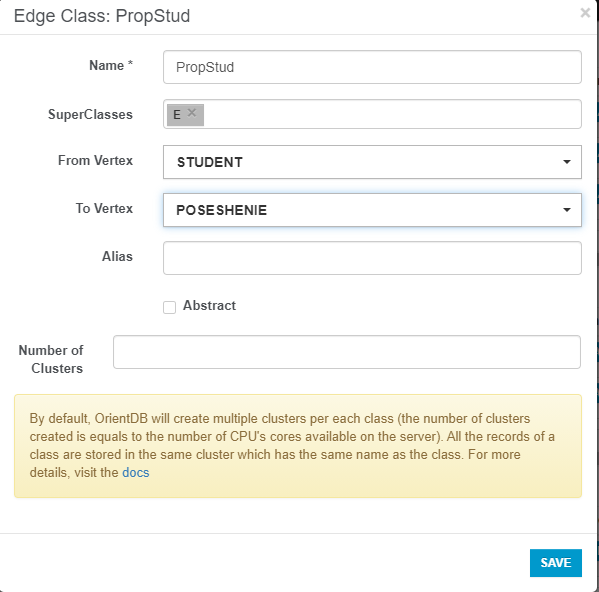 Edge Class: PropStud
×
Name *
PropStud
SuperClasses
E ×
From Vertex
STUDENT
To Vertex
POSESHENIE
Alias
Abstract
Number of
Clusters
By default, OrientDB will create multiple clusters per each class (the number of clusters
created is equals to the number of CPU's cores available on the server). All the records of a
class are stored in the same cluster which has the same name as the class. For more
details, visit the docs
SAVE